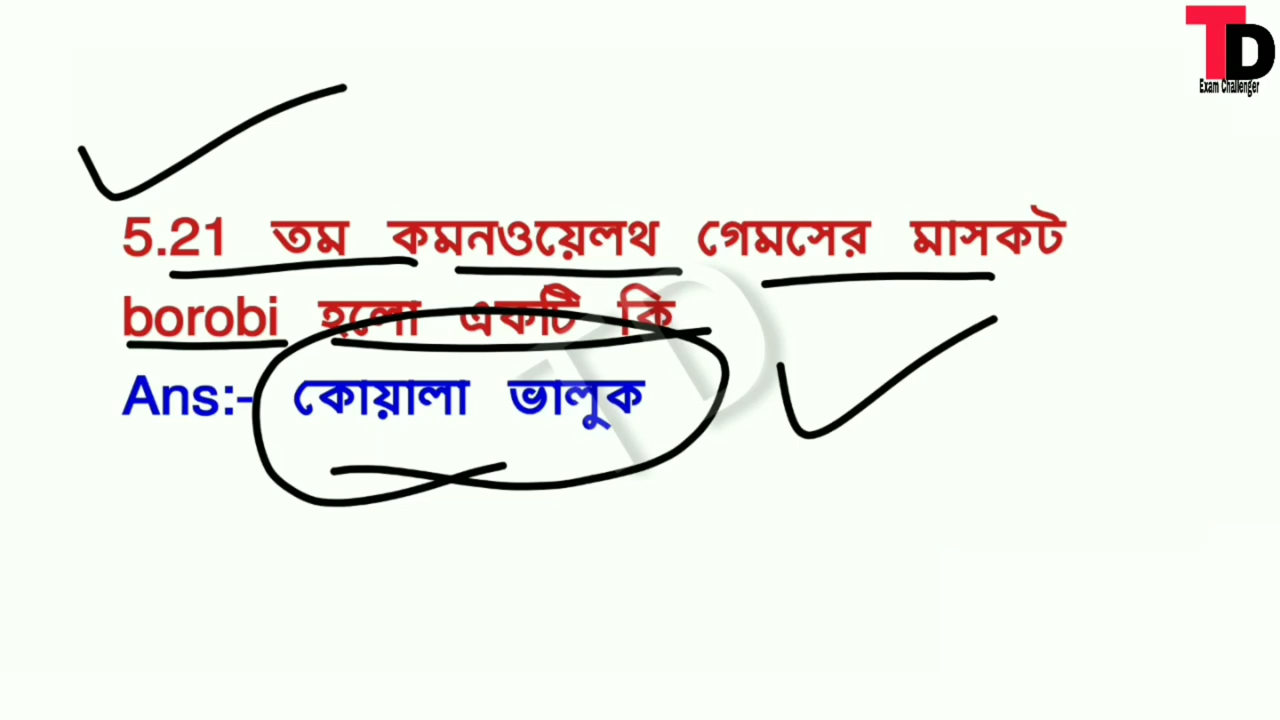 TD
Exam Challenger
5.21 তম কমনওয়েলথ গেমসের মাসকট
borobi হলো একটি কি
Ans:- কোয়ালা ভালুক